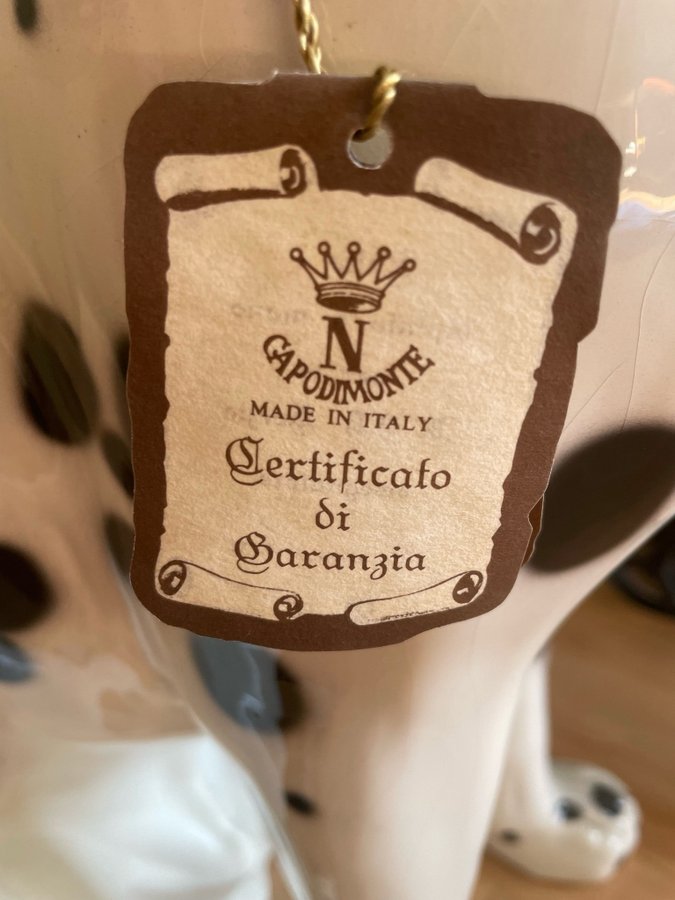 N
CAPODIMONTE
MADE IN ITALY
Certificato
di
Garanzia